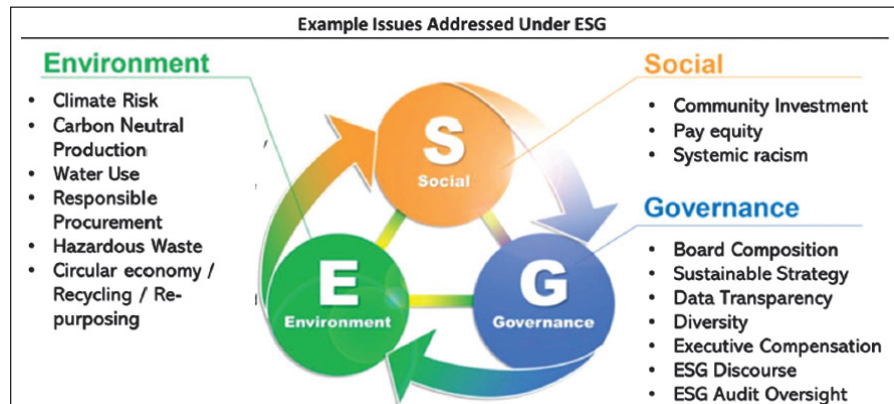 Example Issues Addressed Under ESG
Environment
• Climate Risk
• Carbon Neutral
Production
• Water Use
• Responsible
Procurement
• Hazardous Waste
• Circular economy /
Recycling / Re-
purposing
S
Social
E
Environment
G
Governance
Social
• Community Investment
• Pay equity
• Systemic racism
Governance
• Board Composition
• Sustainable Strategy
• Data Transparency
• Diversity
• Executive Compensation
• ESG Discourse
• ESG Audit Oversight